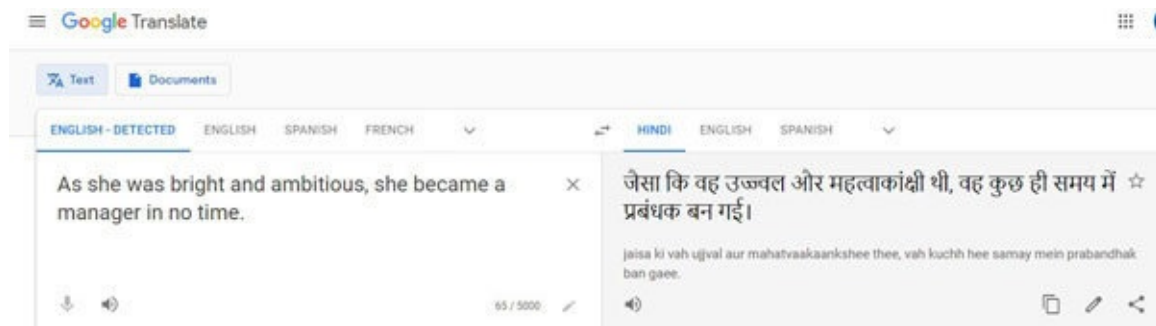 Google Translate
Text Documents
ENGLISH - DETECTED ENGLISH SPANISH FRENCH HINDI ENGLISH SPANISH
As she was bright and ambitious, she became a
manager in no time.
65 / 5000
जैसा कि वह उज्ज्वल और महत्वाकांक्षी थी, वह कुछ ही समय में
प्रबंधक बन गई।
jaisa ki vah ujjval aur mahatvaakaankshee thee, vah kuchh hee samay mein prabandhak
ban gaee.